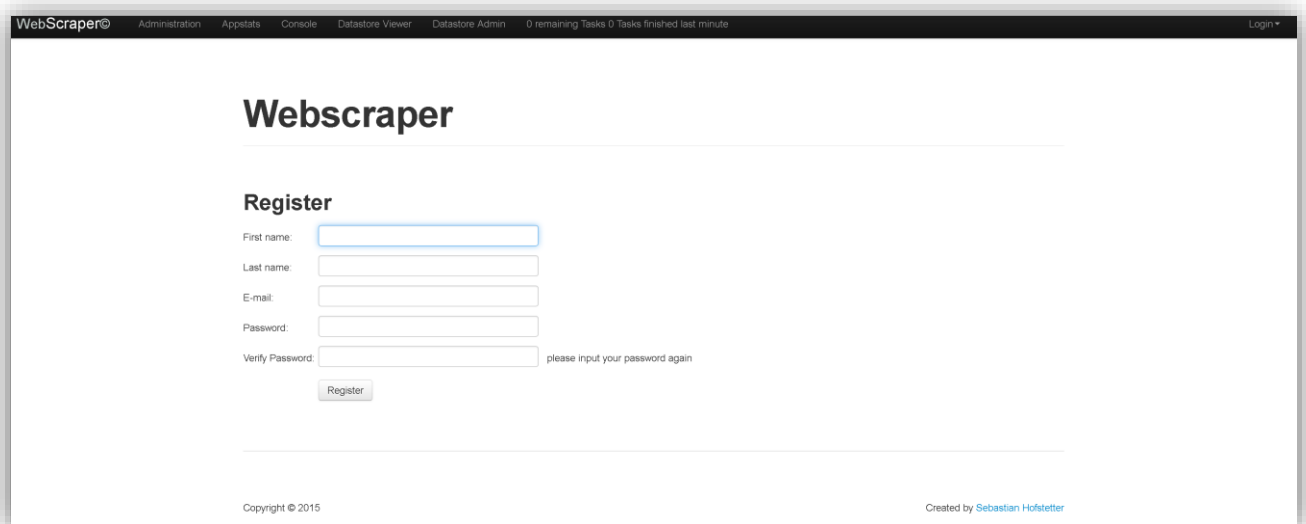 WebScraper© Administration Appstats Console Datastore Viewer Datastore Admin 0 remaining Tasks 0 Tasks finished last minute Login
Webscraper
Register
First name:
Last name:
E-mail:
Password:
Verify Password: please input your password again
Register
Copyright © 2015 Created by Sebastian Hofstetter